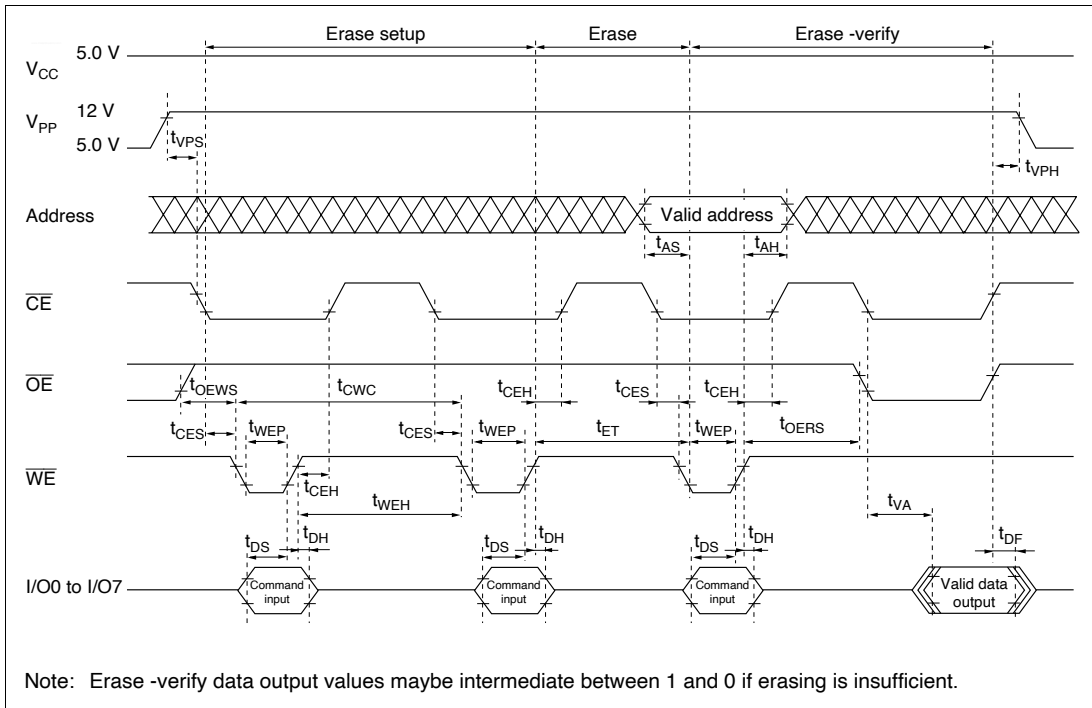 Erase setup Erase Erase -verify
5.0 V
VCC
12 V
VPP
5.0 V
tVPS
tVPH
Address
Valid address
tAS tAH
CE
OE
tOEWS tCWC tCEH tCES tCEH
tCES tWEP tCES tWEP tET tWEP tOERS
WE
tCEH
tWEH
tVA
tDS tDH tDS tDH tDS tDH tDF
I/O0 to I/O7
Command input
Command input
Command input
Valid data output
Note: Erase -verify data output values maybe intermediate between 1 and 0 if erasing is insufficient.